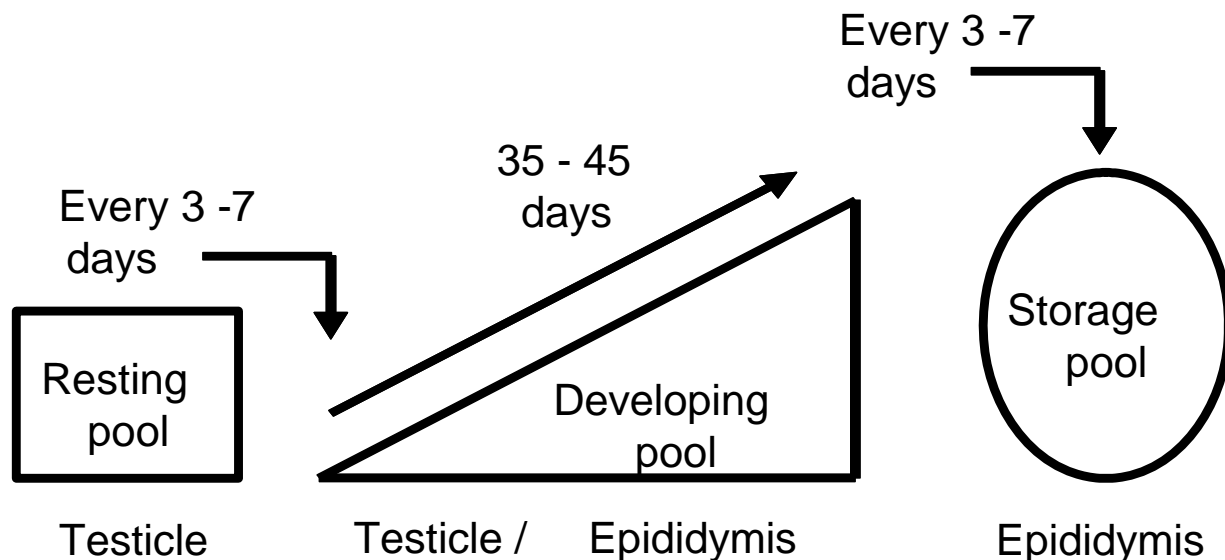 Every 3 -7
days
35 - 45
days
Every 3 -7
days
Resting
pool
Developing
pool
Storage
pool
Testicle
Testicle / Epididymis
Epididymis